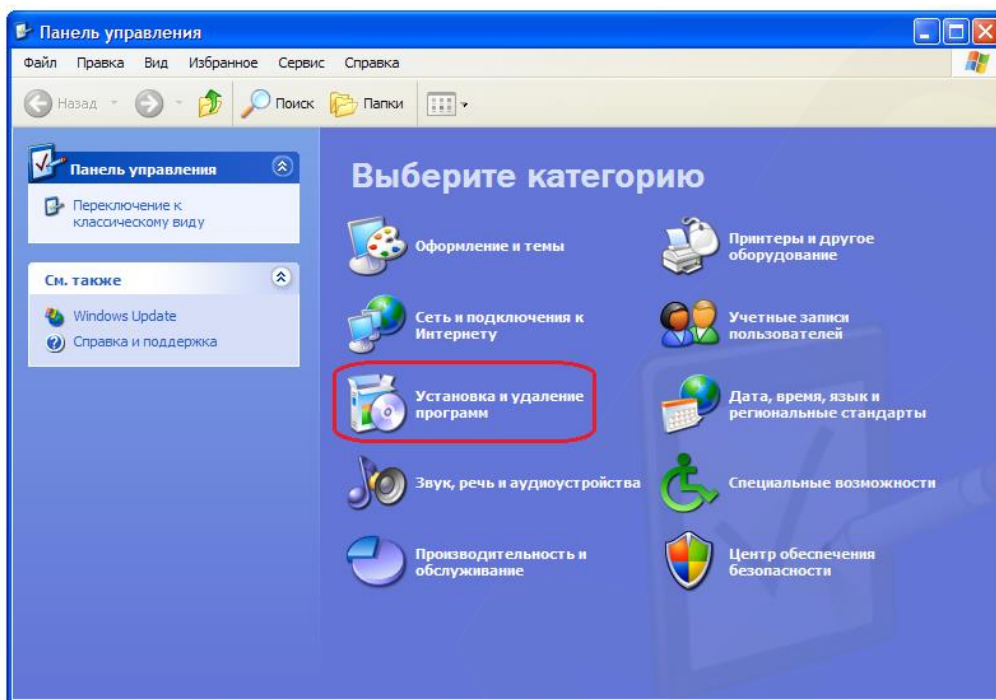 Панель управления
Файл Правка Вид Избранное Сервис Справка
Назад Поиск Папки
Панель управления
Переключение к
классическому виду
См. также
Windows Update
Справка и поддержка
Выберите категорию
Оформление и темы
Принтеры и другое
оборудование
Сеть и подключения к
Интернету
Учетные записи
пользователей
Установка и удаление
программ
Дата, время, язык и
региональные стандарты
Звук, речь и аудиоустройства
Специальные возможности
Производительность и
обслуживание
Центр обеспечения
безопасности